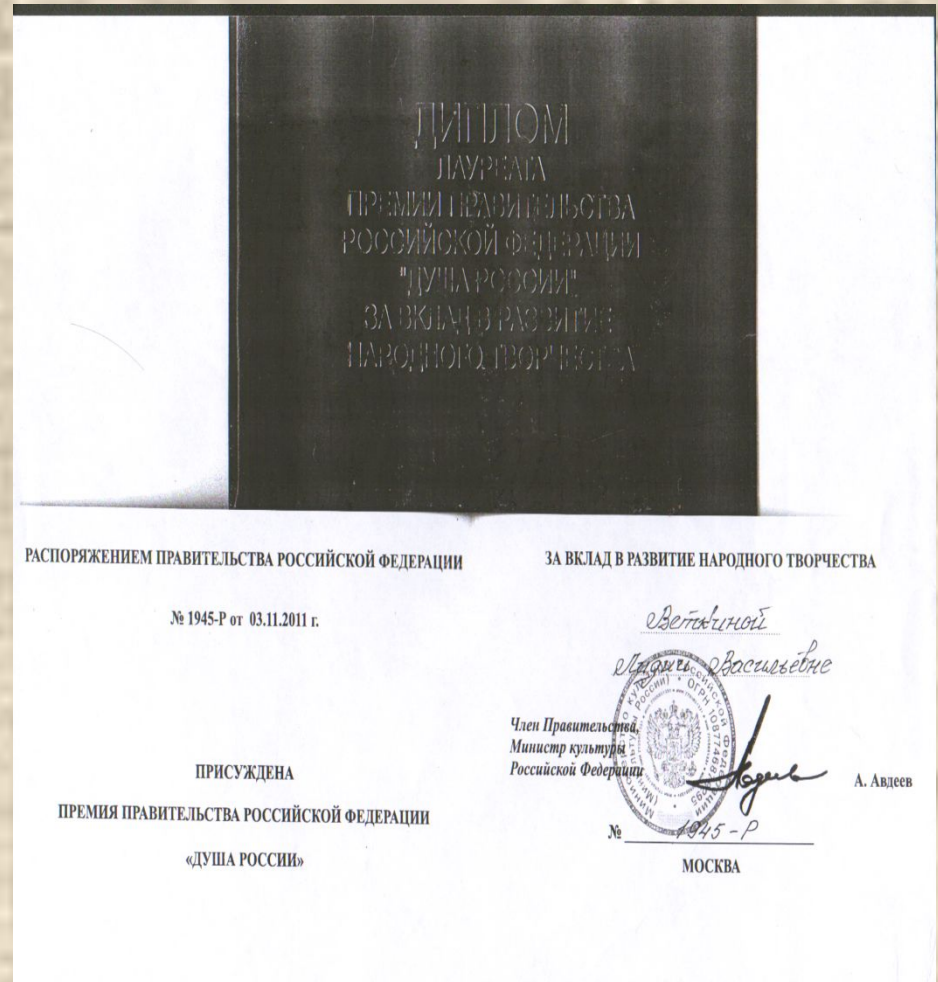 ДИПЛОМ
ЛАУРЕАТА
ПРЕМИИ ПРАВИТЕЛЬСТВА
РОССИЙСКОЙ ФЕДЕРАЦИИ
"ДУША РОССИИ"
ЗА ВКЛАД В РАЗВИТИЕ
НАРОДНОГО ТВОРЧЕСТВА
РАСПОРЯЖЕНИЕМ ПРАВИТЕЛЬСТВА РОССИЙСКОЙ ФЕДЕРАЦИИ
№ 1945-Р от 03.11.2011 г.
ПРИСУЖДЕНА
ПРЕМИЯ ПРАВИТЕЛЬСТВА РОССИЙСКОЙ ФЕДЕРАЦИИ
«ДУША РОССИИ»
ЗА ВКЛАД В РАЗВИТИЕ НАРОДНОГО ТВОРЧЕСТВА
Васильевне
Член Правительства,
Министр культуры
Российской Федерации
А. Авдеев
№ 1945-Р
МОСКВА